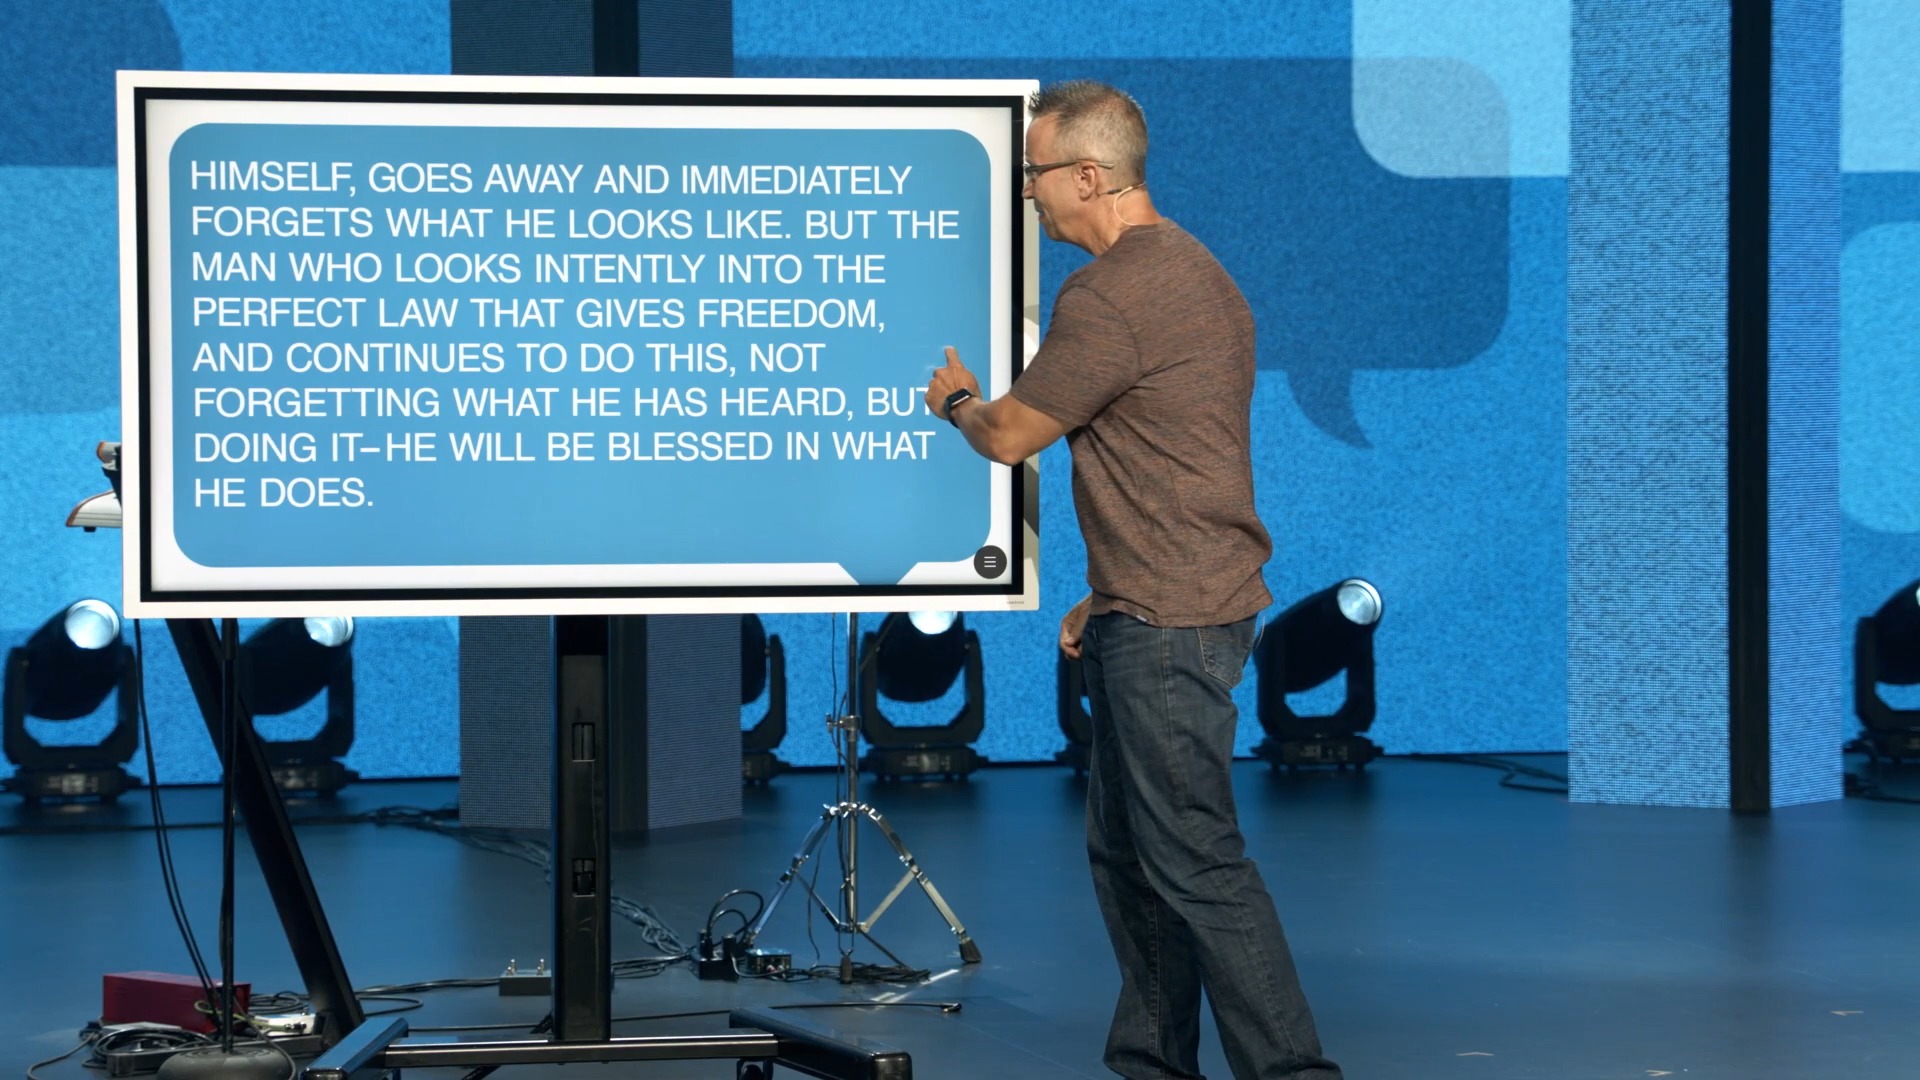 HIMSELF, GOES AWAY AND IMMEDIATELY
FORGETS WHAT HE LOOKS LIKE. BUT THE
MAN WHO LOOKS INTENTLY INTO THE
PERFECT LAW THAT GIVES FREEDOM,
AND CONTINUES TO DO THIS, NOT
FORGETTING WHAT HE HAS HEARD, BUT
DOING IT–HE WILL BE BLESSED IN WHAT
HE DOES.